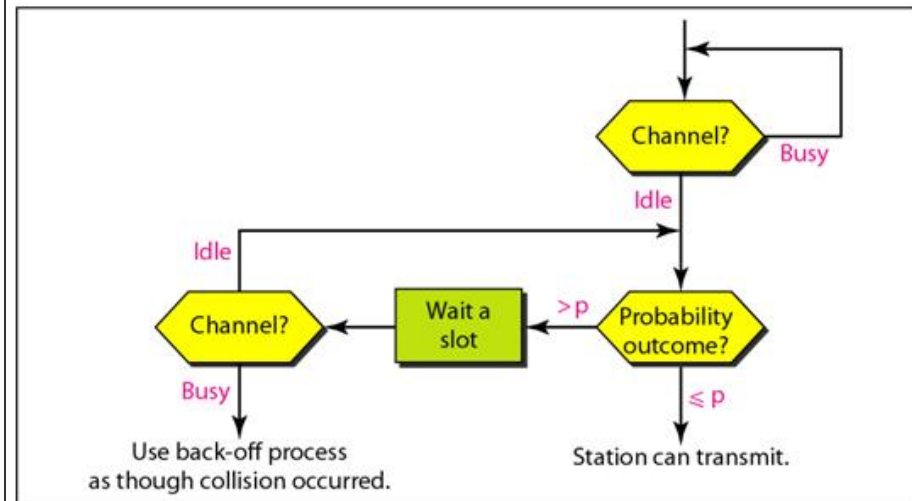 Channel?
Busy
Idle
Idle
Channel?
Wait a
slot
>p
Probability
outcome?
Busy
≤ p
Use back-off process
as though collision occurred.
Station can transmit.